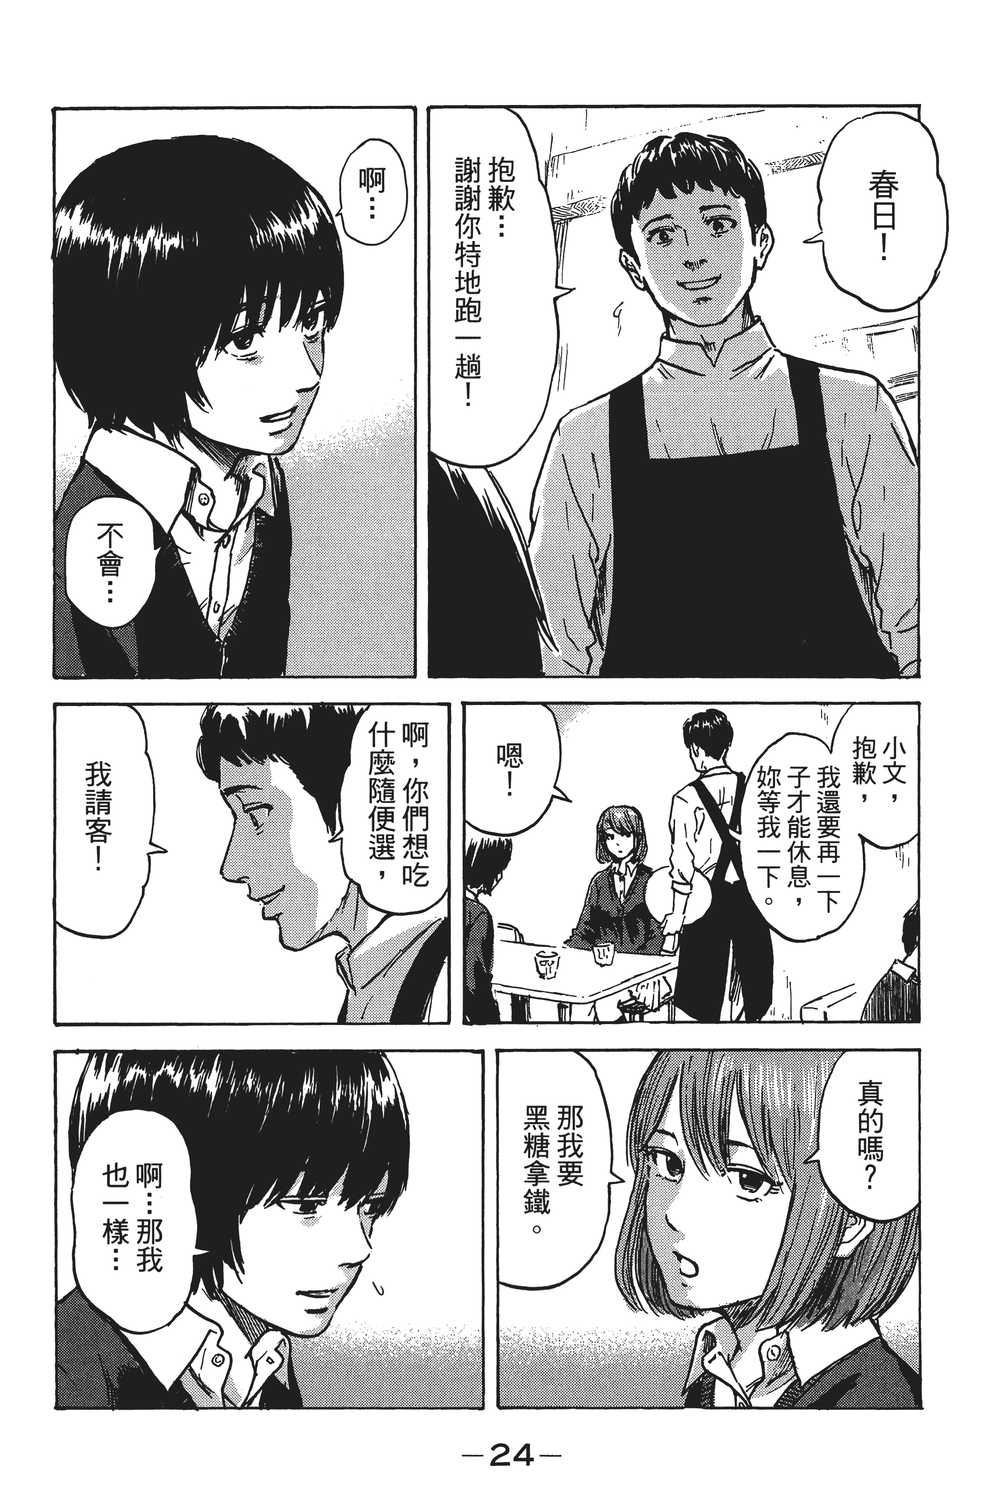 春日！
抱歉…
謝謝你特地跑一趟！
啊…
不會…
小文，
抱歉，
我還要再一下
子才能休息，
妳等我一下。
嗯！
啊，你們想吃
什麼隨便選，
我請客！
真的嗎？
那我要
黑糖拿鐵。
啊…那我
也一樣…
24